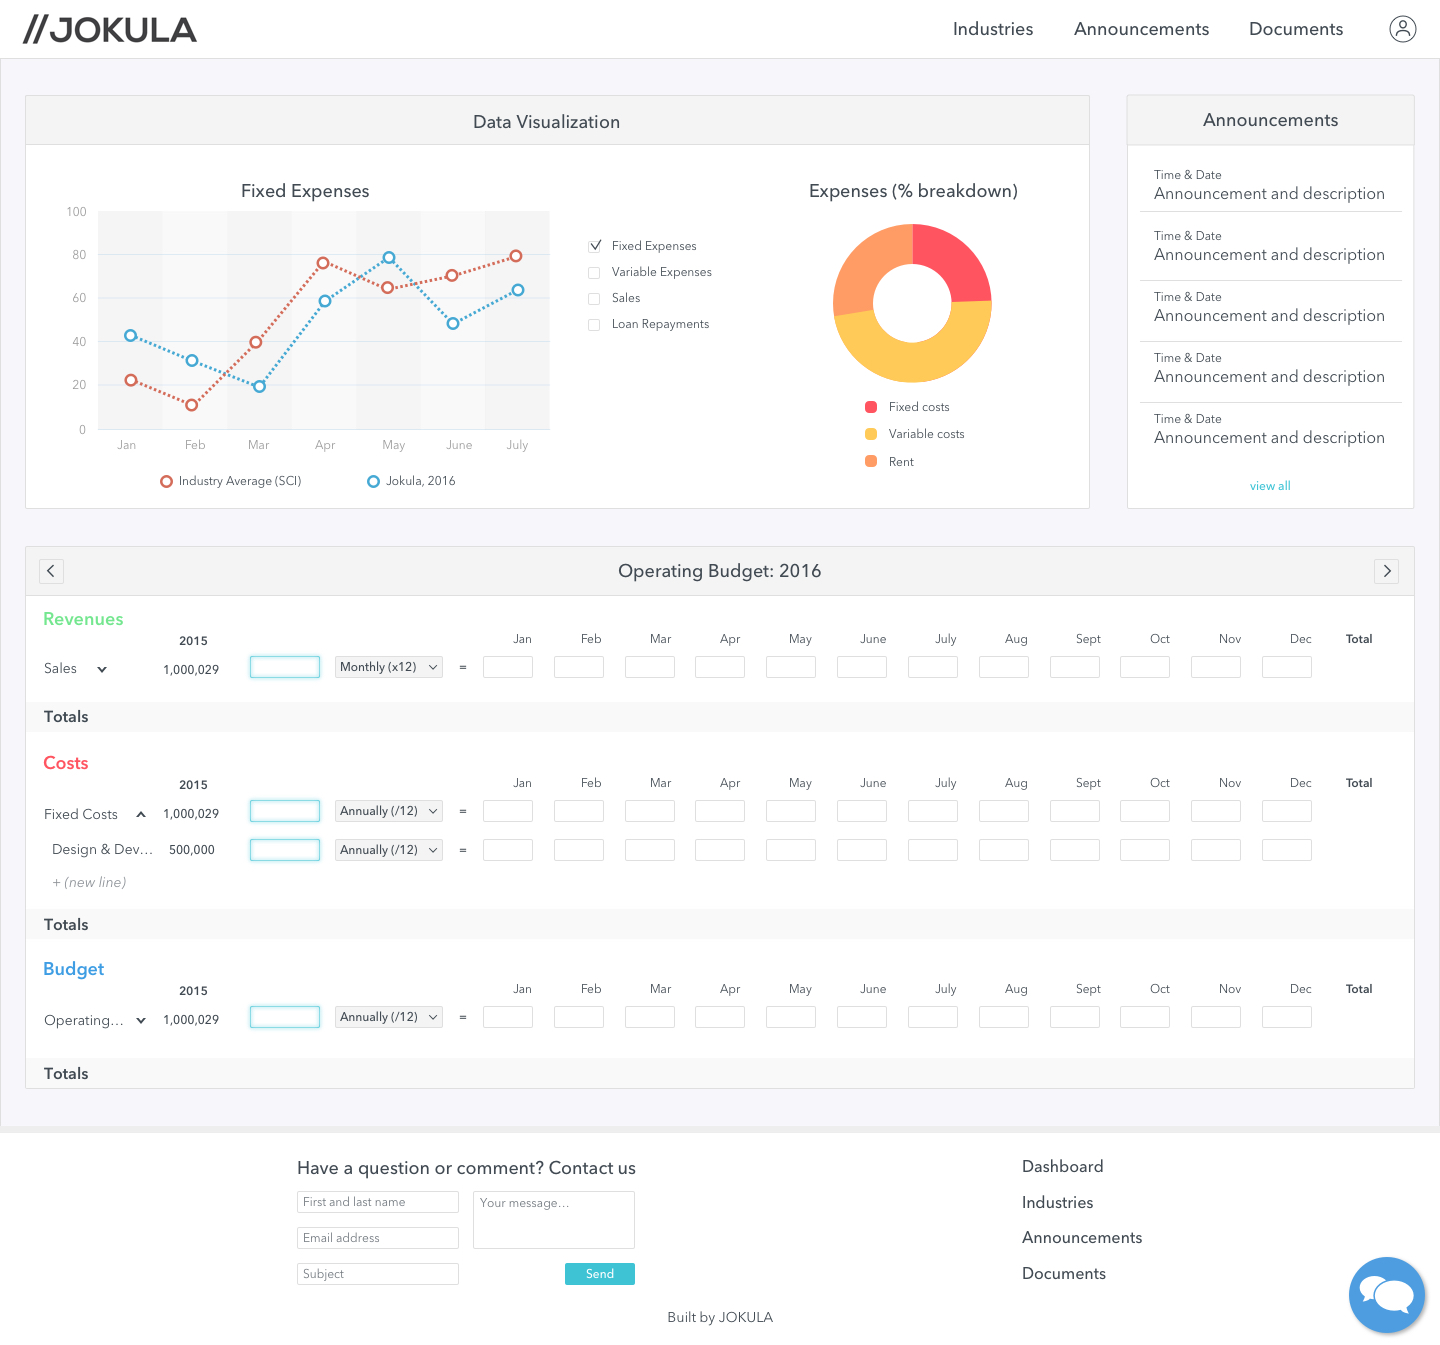 //JOKULA
Industries Announcements Documents
Data Visualization
Fixed Expenses
100
80
60
40
20
0
Jan Feb Mar Apr May June July
Industry Average (SCI) Jokula, 2016
Fixed Expenses
Variable Expenses
Sales
Loan Repayments
Expenses (% breakdown)
Fixed costs
Variable costs
Rent
Announcements
Time & Date
Announcement and description
Time & Date
Announcement and description
Time & Date
Announcement and description
Time & Date
Announcement and description
Time & Date
Announcement and description
view all
Operating Budget: 2016
Revenues
2015 Jan Feb Mar Apr May June July Aug Sept Oct Nov Dec Total
Sales 1,000,029 Monthly (x12) =
Totals
Costs
2015 Jan Feb Mar Apr May June July Aug Sept Oct Nov Dec Total
Fixed Costs 1,000,029 Annually (/12) =
Design & Dev... 500,000 Annually (/12) =
+ (new line)
Totals
Budget
2015 Jan Feb Mar Apr May June July Aug Sept Oct Nov Dec Total
Operating... 1,000,029 Annually (/12) =
Totals
Have a question or comment? Contact us
First and last name
Email address
Subject
Your message...
Send
Dashboard
Industries
Announcements
Documents
Built by JOKULA